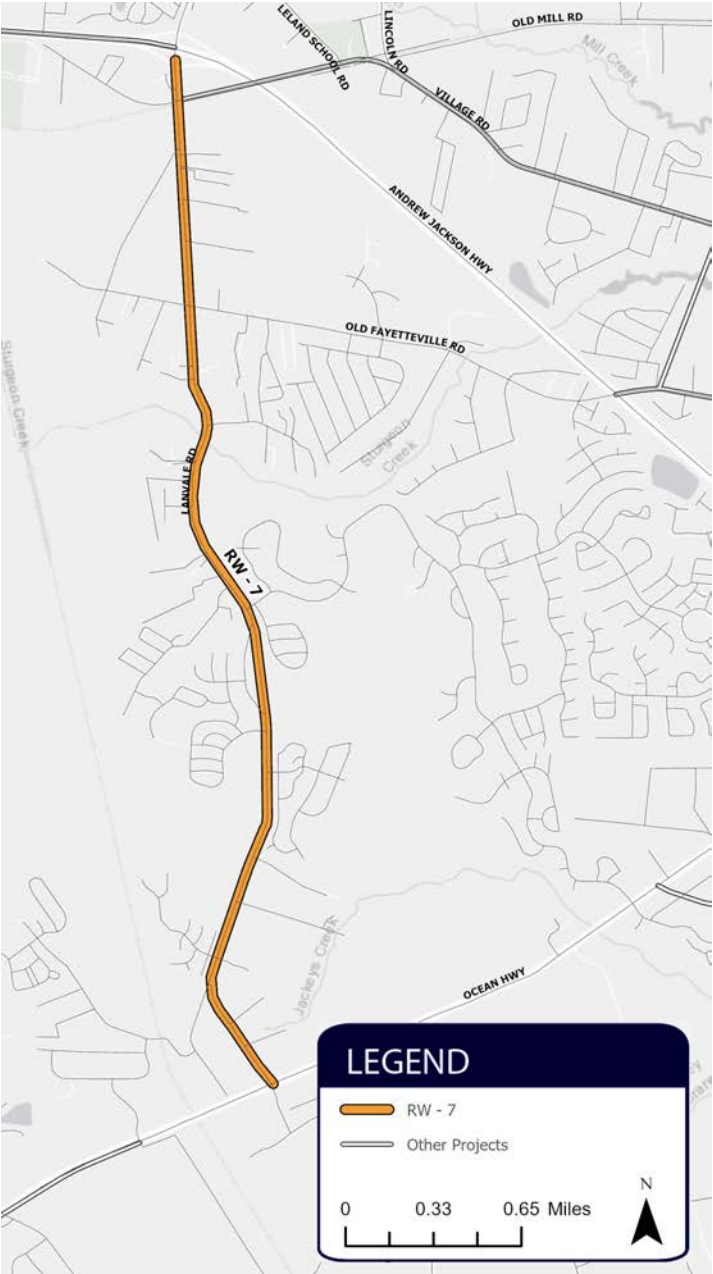 OLD MILL RD
LELAND SCHOOL RD
LINCOLN RD
Mill Creek
VILLAGE RD
ANDREW JACKSON HWY
OLD FAYETTEVILLE RD
Sturgeon Creek
Sturgeon
Creek
LANVALE RD
RW - 7
Jackeys Creek
OCEAN HWY
LEGEND
RW - 7
Other Projects
N
0 0.33 0.65 Miles